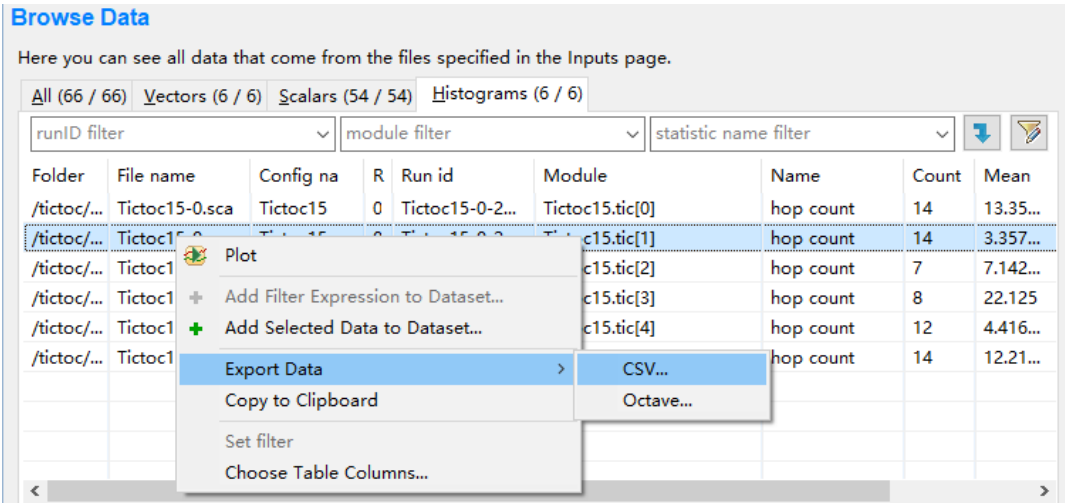 Browse Data
Here you can see all data that come from the files specified in the Inputs page.
All (66 / 66) Vectors (6 / 6) Scalars (54 / 54) Histograms (6 / 6)
runID filter module filter statistic name filter
Folder File name Config na R Run id Module Name Count Mean
/tictoc/... Tictoc15-0.sca Tictoc15 0 Tictoc15-0-2... Tictoc15.tic[0] hop count 14 13.35...
/tictoc/... c15.tic[1] hop count 14 3.357...
Plot
/tictoc/... Tictoc1 c15.tic[2] hop count 7 7.142...
/tictoc/... Tictoc1 Add Filter Expression to Dataset... c15.tic[3] hop count 8 22.125
/tictoc/... Tictoc1 Add Selected Data to Dataset... c15.tic[4] hop count 12 4.416...
/tictoc/... Tictoc1 Export Data > CSV... hop count 14 12.21...
Copy to Clipboard Octave...
Set filter
Choose Table Columns...